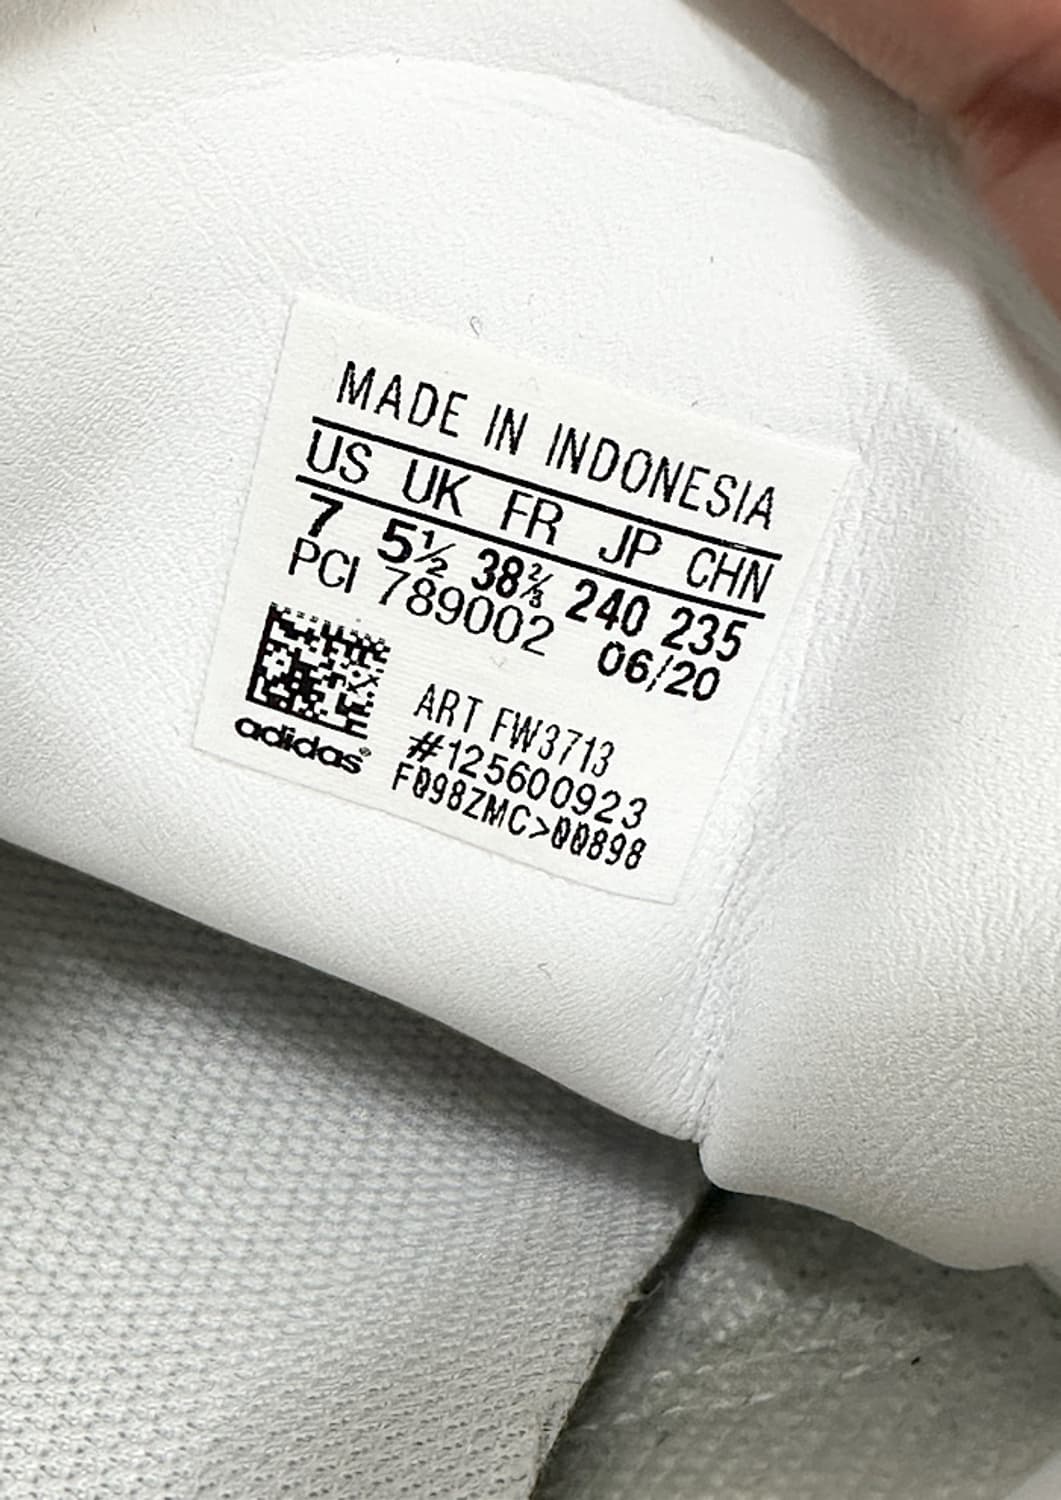 MADE IN INDONESIA
US UK FR JP CHN
7 5½ 38⅔ 240 235
PCI 789002 06/20
ART FW3713
#125600923
F098ZMC>00898
adidas®